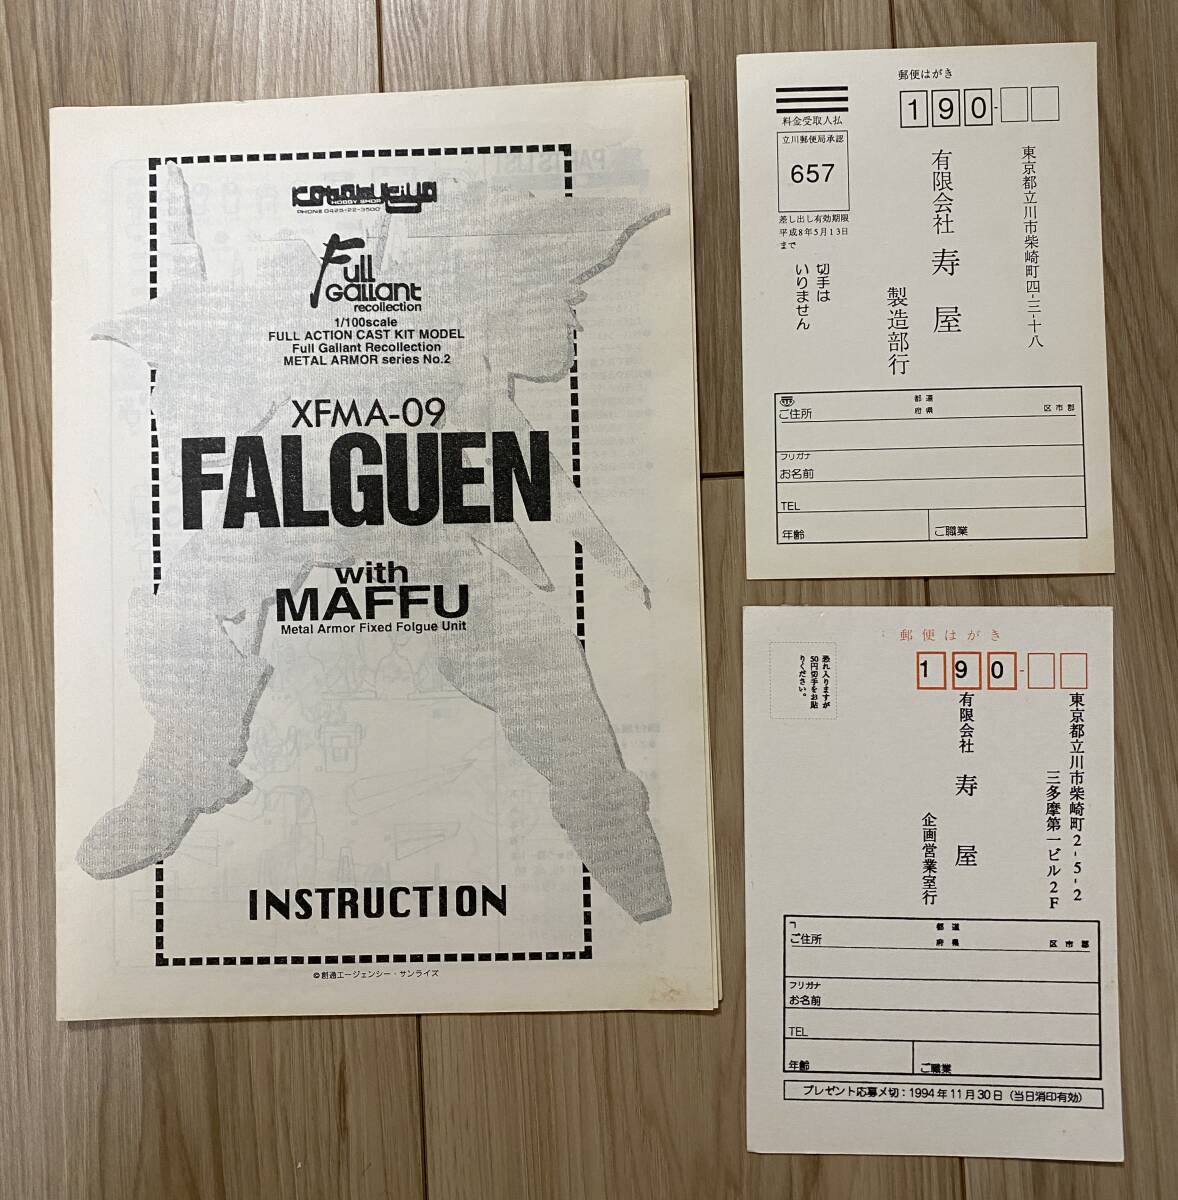 Kotobukiya
HOBBY SHOP
PHONE 0425-22-3500
Full
Gallant
recollection
1/100scale
FULL ACTION CAST KIT MODEL
Full Gallant Recollection
METAL ARMOR series No.2
XFMA-09
FALGUEN
with
MAFFU
Metal Armor Fixed Folgue Unit
INSTRUCTION
©創通エージェンシー・サンライズ
郵便はがき
190-
料金受取人払
立川郵便局承認
657
差し出し有効期限
平成8年5月13日
まで
切手は
いりません
東京都立川市柴崎町四-三-十八
有限会社 寿屋
製造部行
ご住所
都道
府県
区市郡
フリガナ
お名前
TEL
年齢
ご職業
郵便はがき
190-
恐れ入りますが
50円切手をお貼
りください。
東京都立川市柴崎町2-5-2
三多摩第一ビル2F
有限会社 寿屋
企画営業室行
ご住所
都道
府県
区市郡
フリガナ
お名前
TEL
年齢
ご職業
プレゼント応募〆切：1994年11月30日（当日消印有効）